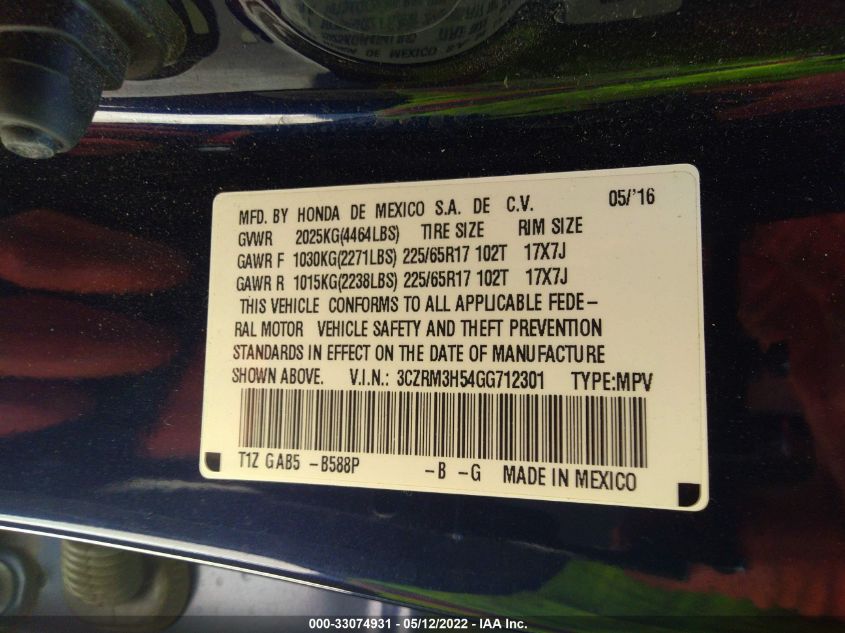 HONDA DE MEXICO S.A.
MFD. BY HONDA DE MEXICO S.A. DE C.V. 05/'16
GVWR 2025KG(4464LBS) TIRE SIZE RIM SIZE
GAWR F 1030KG(2271LBS) 225/65R17 102T 17X7J
GAWR R 1015KG(2238LBS) 225/65R17 102T 17X7J
THIS VEHICLE CONFORMS TO ALL APPLICABLE FEDE-
RAL MOTOR VEHICLE SAFETY AND THEFT PREVENTION
STANDARDS IN EFFECT ON THE DATE OF MANUFACTURE
SHOWN ABOVE. V.I.N.: 3CZRM3H54GG712301 TYPE:MPV
T1Z GAB5 -B588P -B -G MADE IN MEXICO
000-33074931 - 05/12/2022 - IAA Inc.